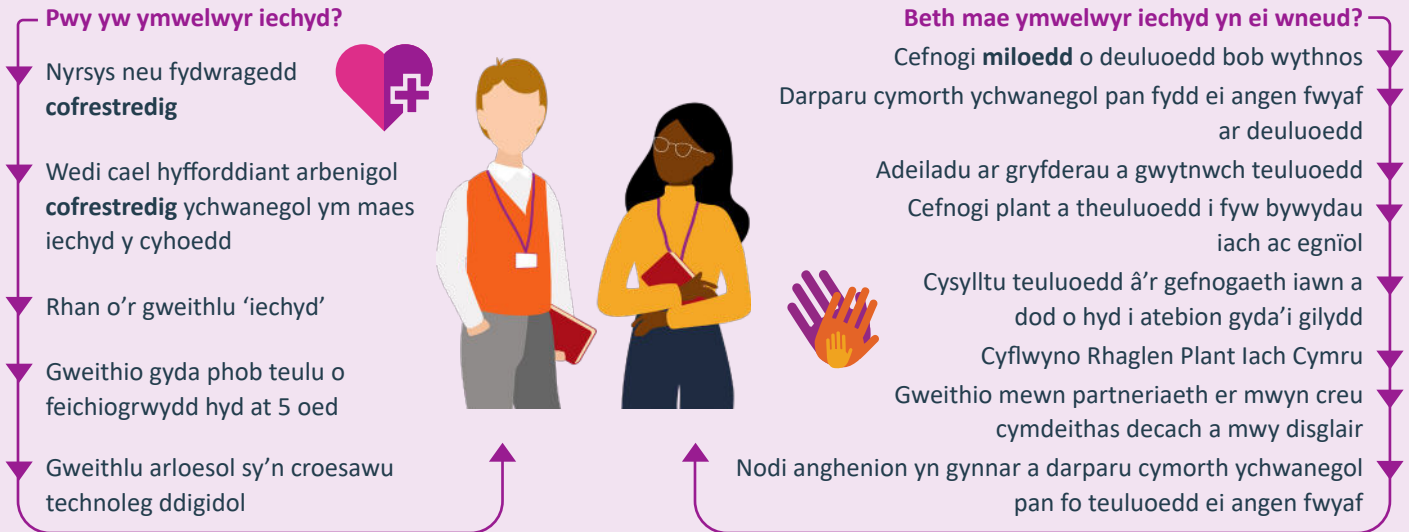 Pwy yw ymwelwyr iechyd?
Nyrsys neu fydwragedd
cofrestredig
Wedi cael hyfforddiant arbenigol
cofrestredig ychwanegol ym maes
iechyd y cyhoedd
Rhan o'r gweithlu ‘iechyd’
Gweithio gyda phob teulu o
feichiogrwydd hyd at 5 oed
Gweithlu arloesol sy'n croesawu
technoleg ddigidol
Beth mae ymwelwyr iechyd yn ei wneud?
Cefnogi miloedd o deuluoedd bob wythnos
Darparu cymorth ychwanegol pan fydd ei angen fwyaf
ar deuluoedd
Adeiladu ar gryfderau a gwytnwch teuluoedd
Cefnogi plant a theuluoedd i fyw bywydau
iach ac egnïol
Cysylltu teuluoedd â'r gefnogaeth iawn a
dod o hyd i atebion gyda'i gilydd
Cyflwyno Rhaglen Plant Iach Cymru
Gweithio mewn partneriaeth er mwyn creu
cymdeithas decach a mwy disglair
Nodi anghenion yn gynnar a darparu cymorth ychwanegol
pan fo teuluoedd ei angen fwyaf